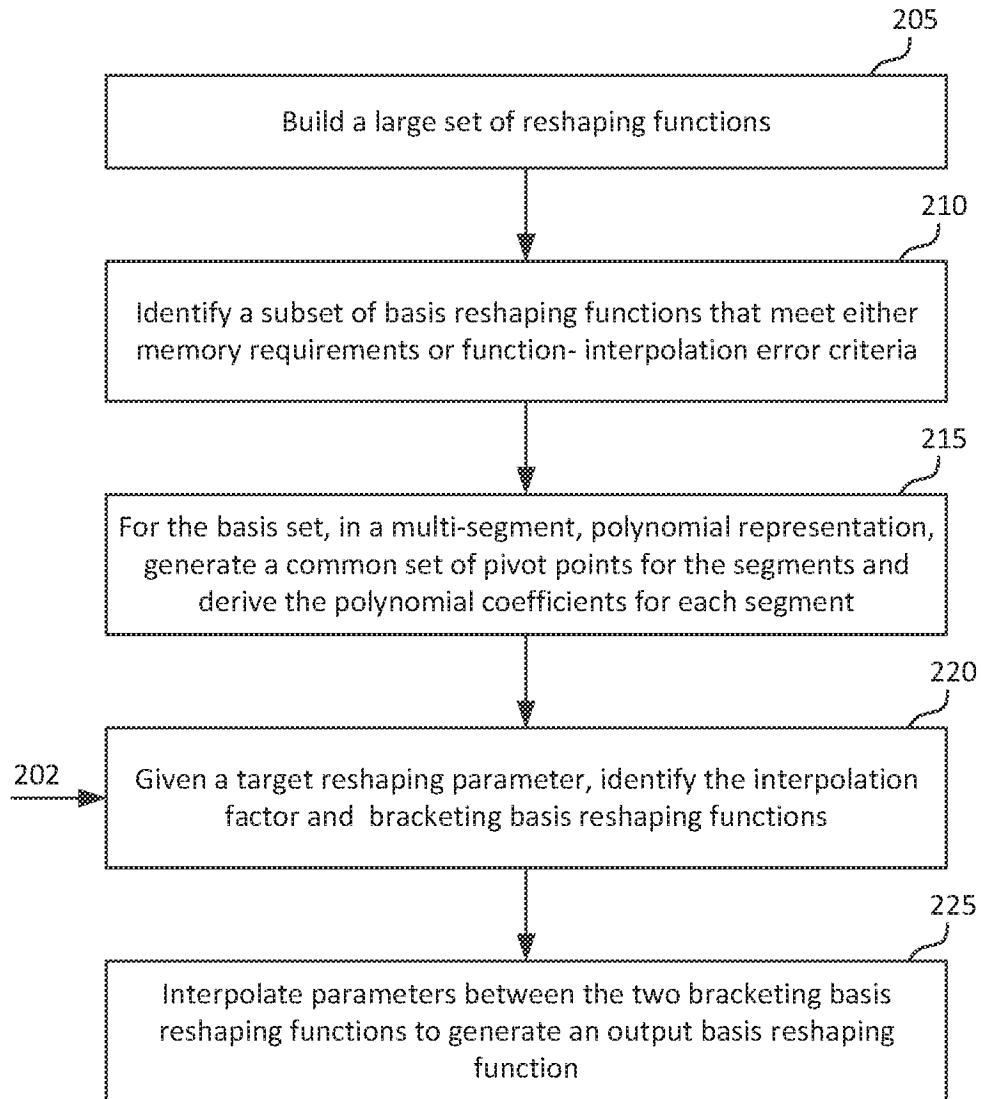 205
Build a large set of reshaping functions
210
Identify a subset of basis reshaping functions that meet either
memory requirements or function- interpolation error criteria
215
For the basis set, in a multi-segment, polynomial representation,
generate a common set of pivot points for the segments and
derive the polynomial coefficients for each segment
220
202
Given a target reshaping parameter, identify the interpolation
factor and bracketing basis reshaping functions
225
Interpolate parameters between the two bracketing basis
reshaping functions to generate an output basis reshaping
function